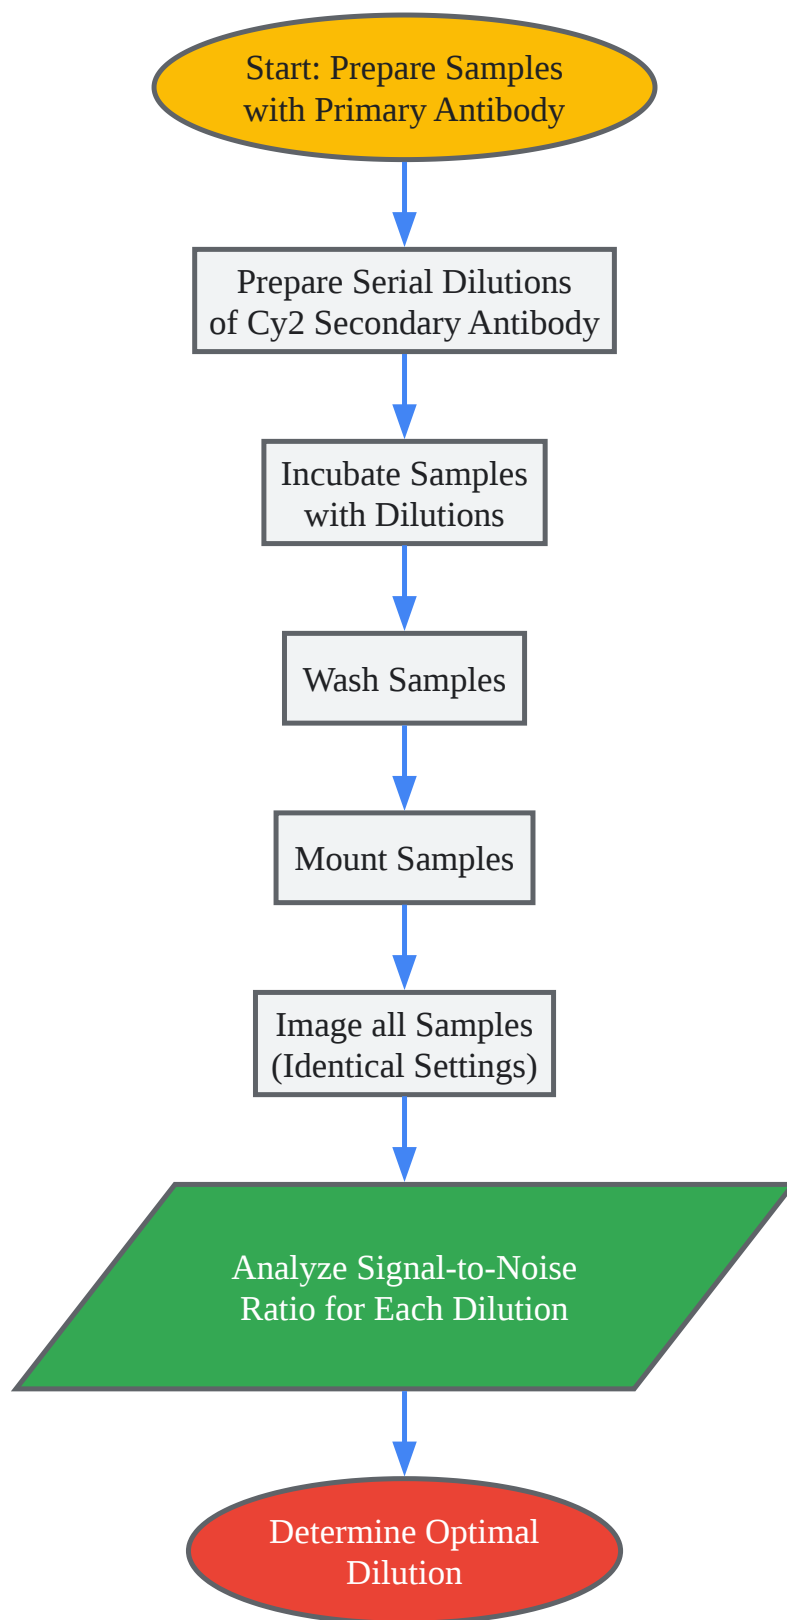 Start: Prepare Samples
with Primary Antibody
Prepare Serial Dilutions
of Cy2 Secondary Antibody
Incubate Samples
with Dilutions
Wash Samples
Mount Samples
Image all Samples
(Identical Settings)
Analyze Signal-to-Noise
Ratio for Each Dilution
Determine Optimal
Dilution